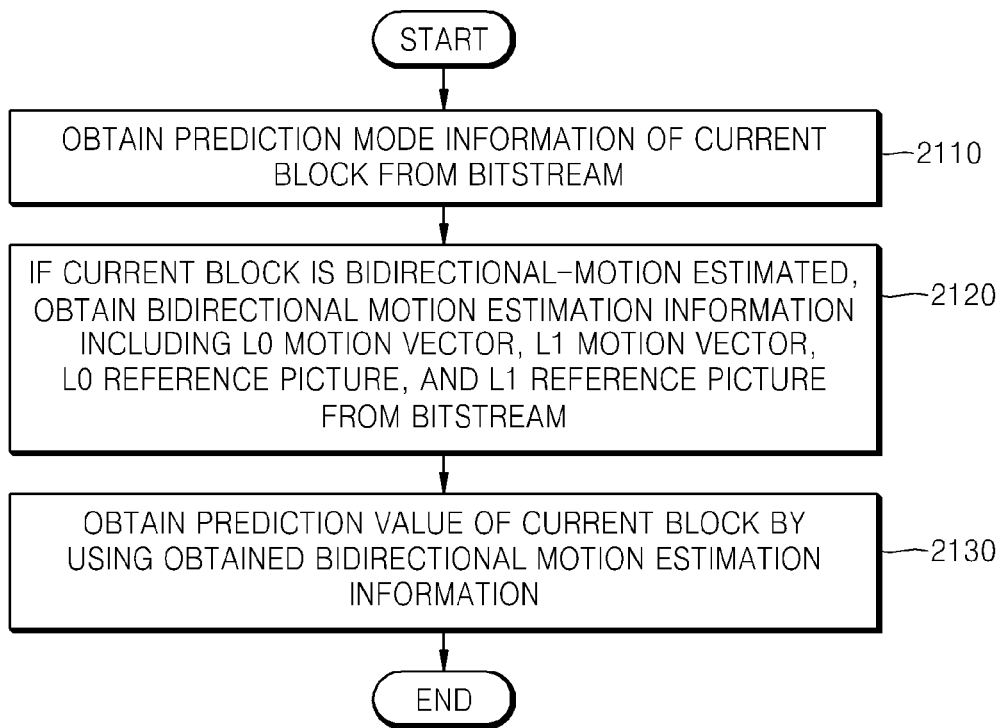 START
OBTAIN PREDICTION MODE INFORMATION OF CURRENT
BLOCK FROM BITSTREAM
2110
IF CURRENT BLOCK IS BIDIRECTIONAL-MOTION ESTIMATED,
OBTAIN BIDIRECTIONAL MOTION ESTIMATION INFORMATION
INCLUDING L0 MOTION VECTOR, L1 MOTION VECTOR,
L0 REFERENCE PICTURE, AND L1 REFERENCE PICTURE
FROM BITSTREAM
2120
OBTAIN PREDICTION VALUE OF CURRENT BLOCK BY
USING OBTAINED BIDIRECTIONAL MOTION ESTIMATION
INFORMATION
2130
END